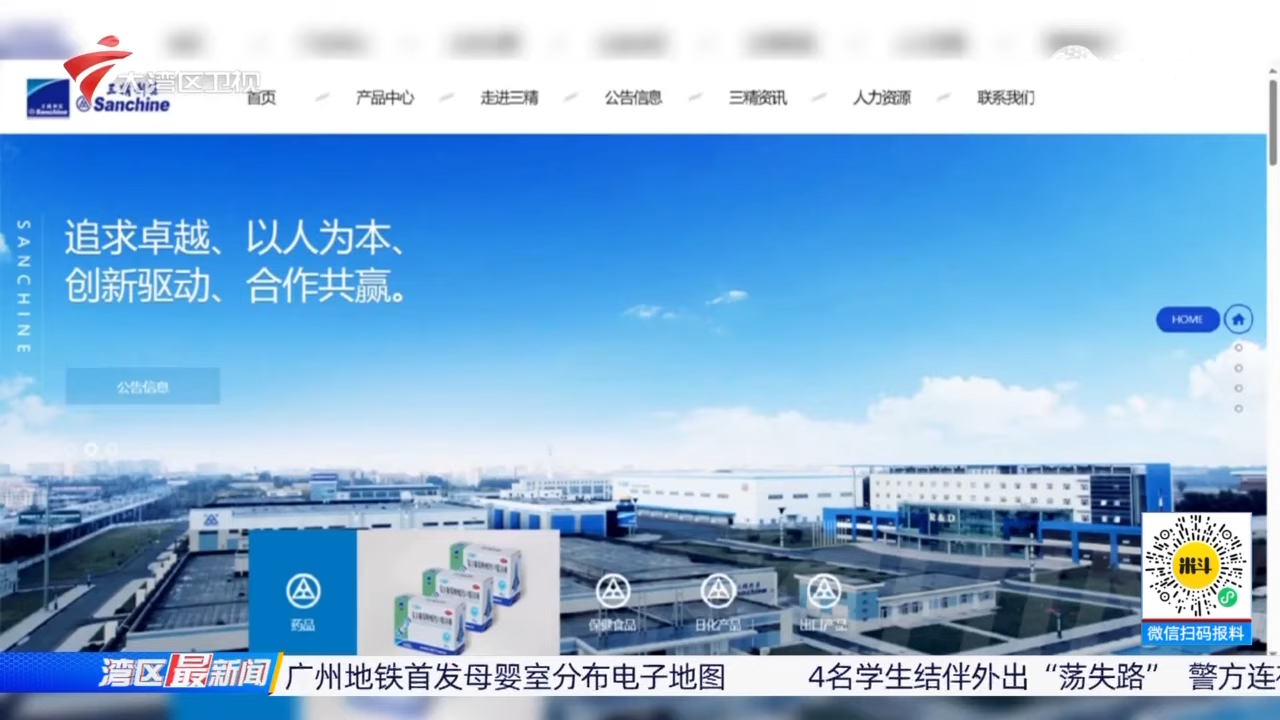 大湾区卫视
Sanchine
首页
产品中心
走进三精
公告信息
三精资讯
人力资源
联系我们
SANCHINE
追求卓越、以人为本、
创新驱动、合作共赢。
公告信息
HOME
R&D
药品
保健食品
日化产品
出口产品
米斗
微信扫码报料
湾区最新闻
广州地铁首发母婴室分布电子地图 4名学生结伴外出“荡失路” 警方连